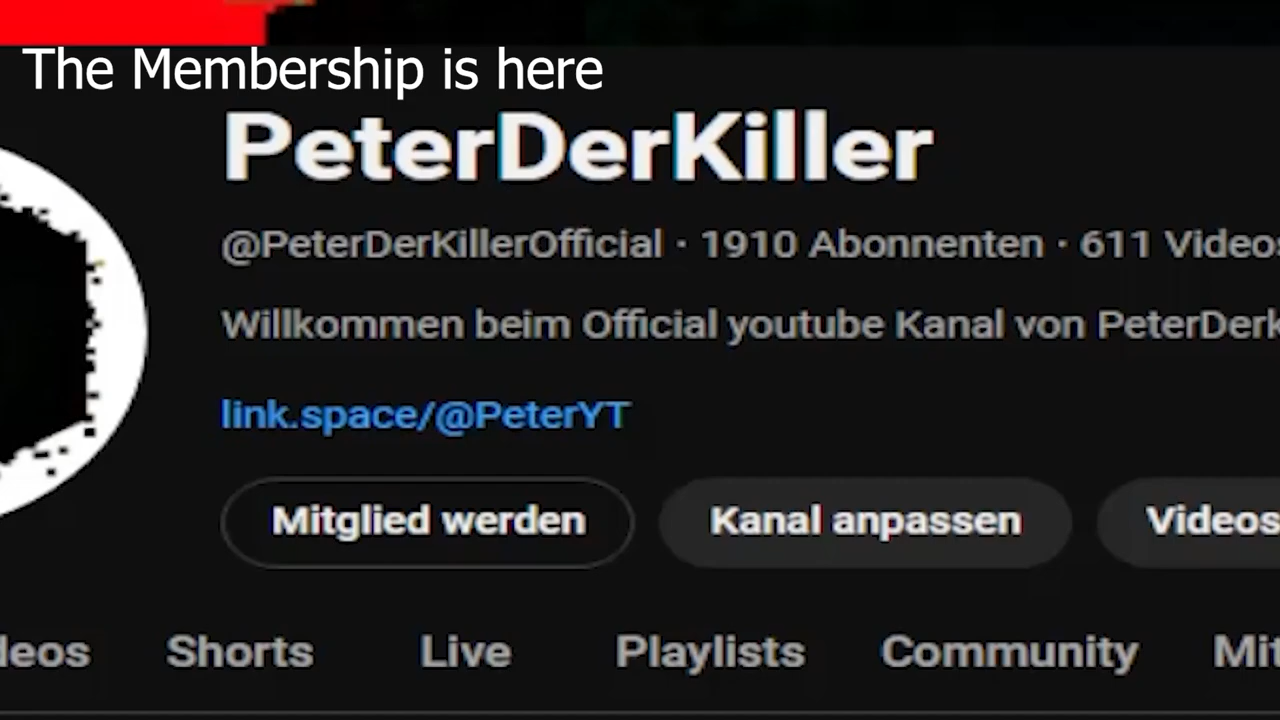 The Membership is here
PeterDerKiller
@PeterDerKillerOfficial · 1910 Abonnenten · 611 Videos
Willkommen beim Official youtube Kanal von PeterDerk
link.space/@PeterYT
Mitglied werden Kanal anpassen Videos
deos Shorts Live Playlists Community Mit